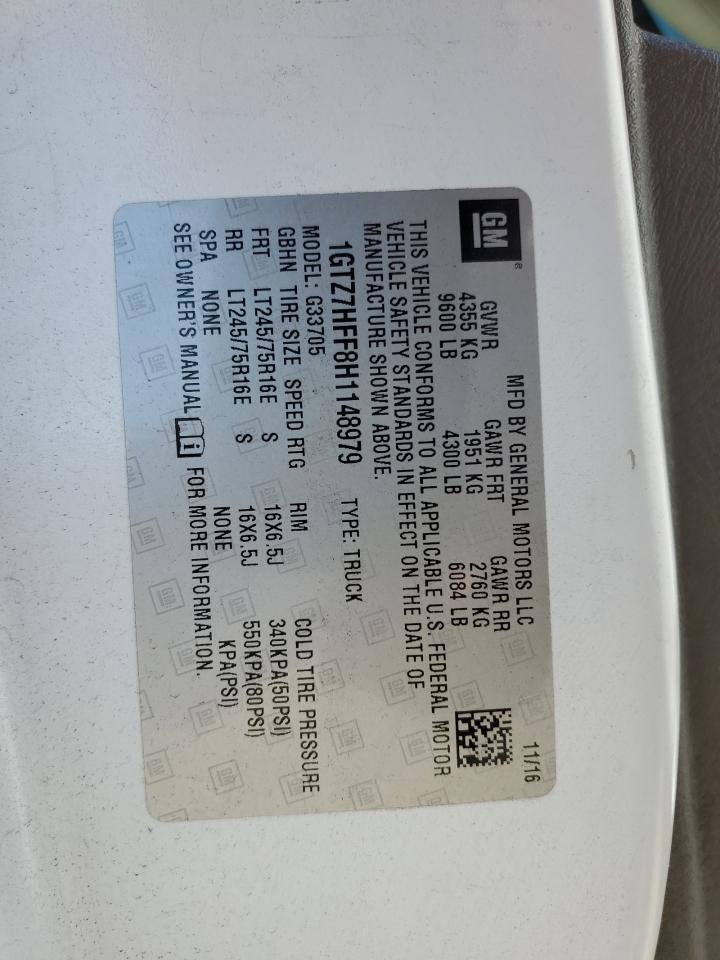 GM®
MFD BY GENERAL MOTORS LLC 11/16
GVWR GAWR FRT GAWR RR
4355 KG 1951 KG 2760 KG
9600 LB 4300 LB 6084 LB
THIS VEHICLE CONFORMS TO ALL APPLICABLE U.S. FEDERAL MOTOR
VEHICLE SAFETY STANDARDS IN EFFECT ON THE DATE OF
MANUFACTURE SHOWN ABOVE.
1GTZ7HFF8H1148979 TYPE: TRUCK
MODEL: G33705
GBHN TIRE SIZE SPEED RTG RIM COLD TIRE PRESSURE
FRT LT245/75R16E S 16X6.5J 340KPA(50PSI)
RR LT245/75R16E S 16X6.5J 550KPA(80PSI)
SPA NONE NONE KPA(PSI)
SEE OWNER'S MANUAL i FOR MORE INFORMATION.